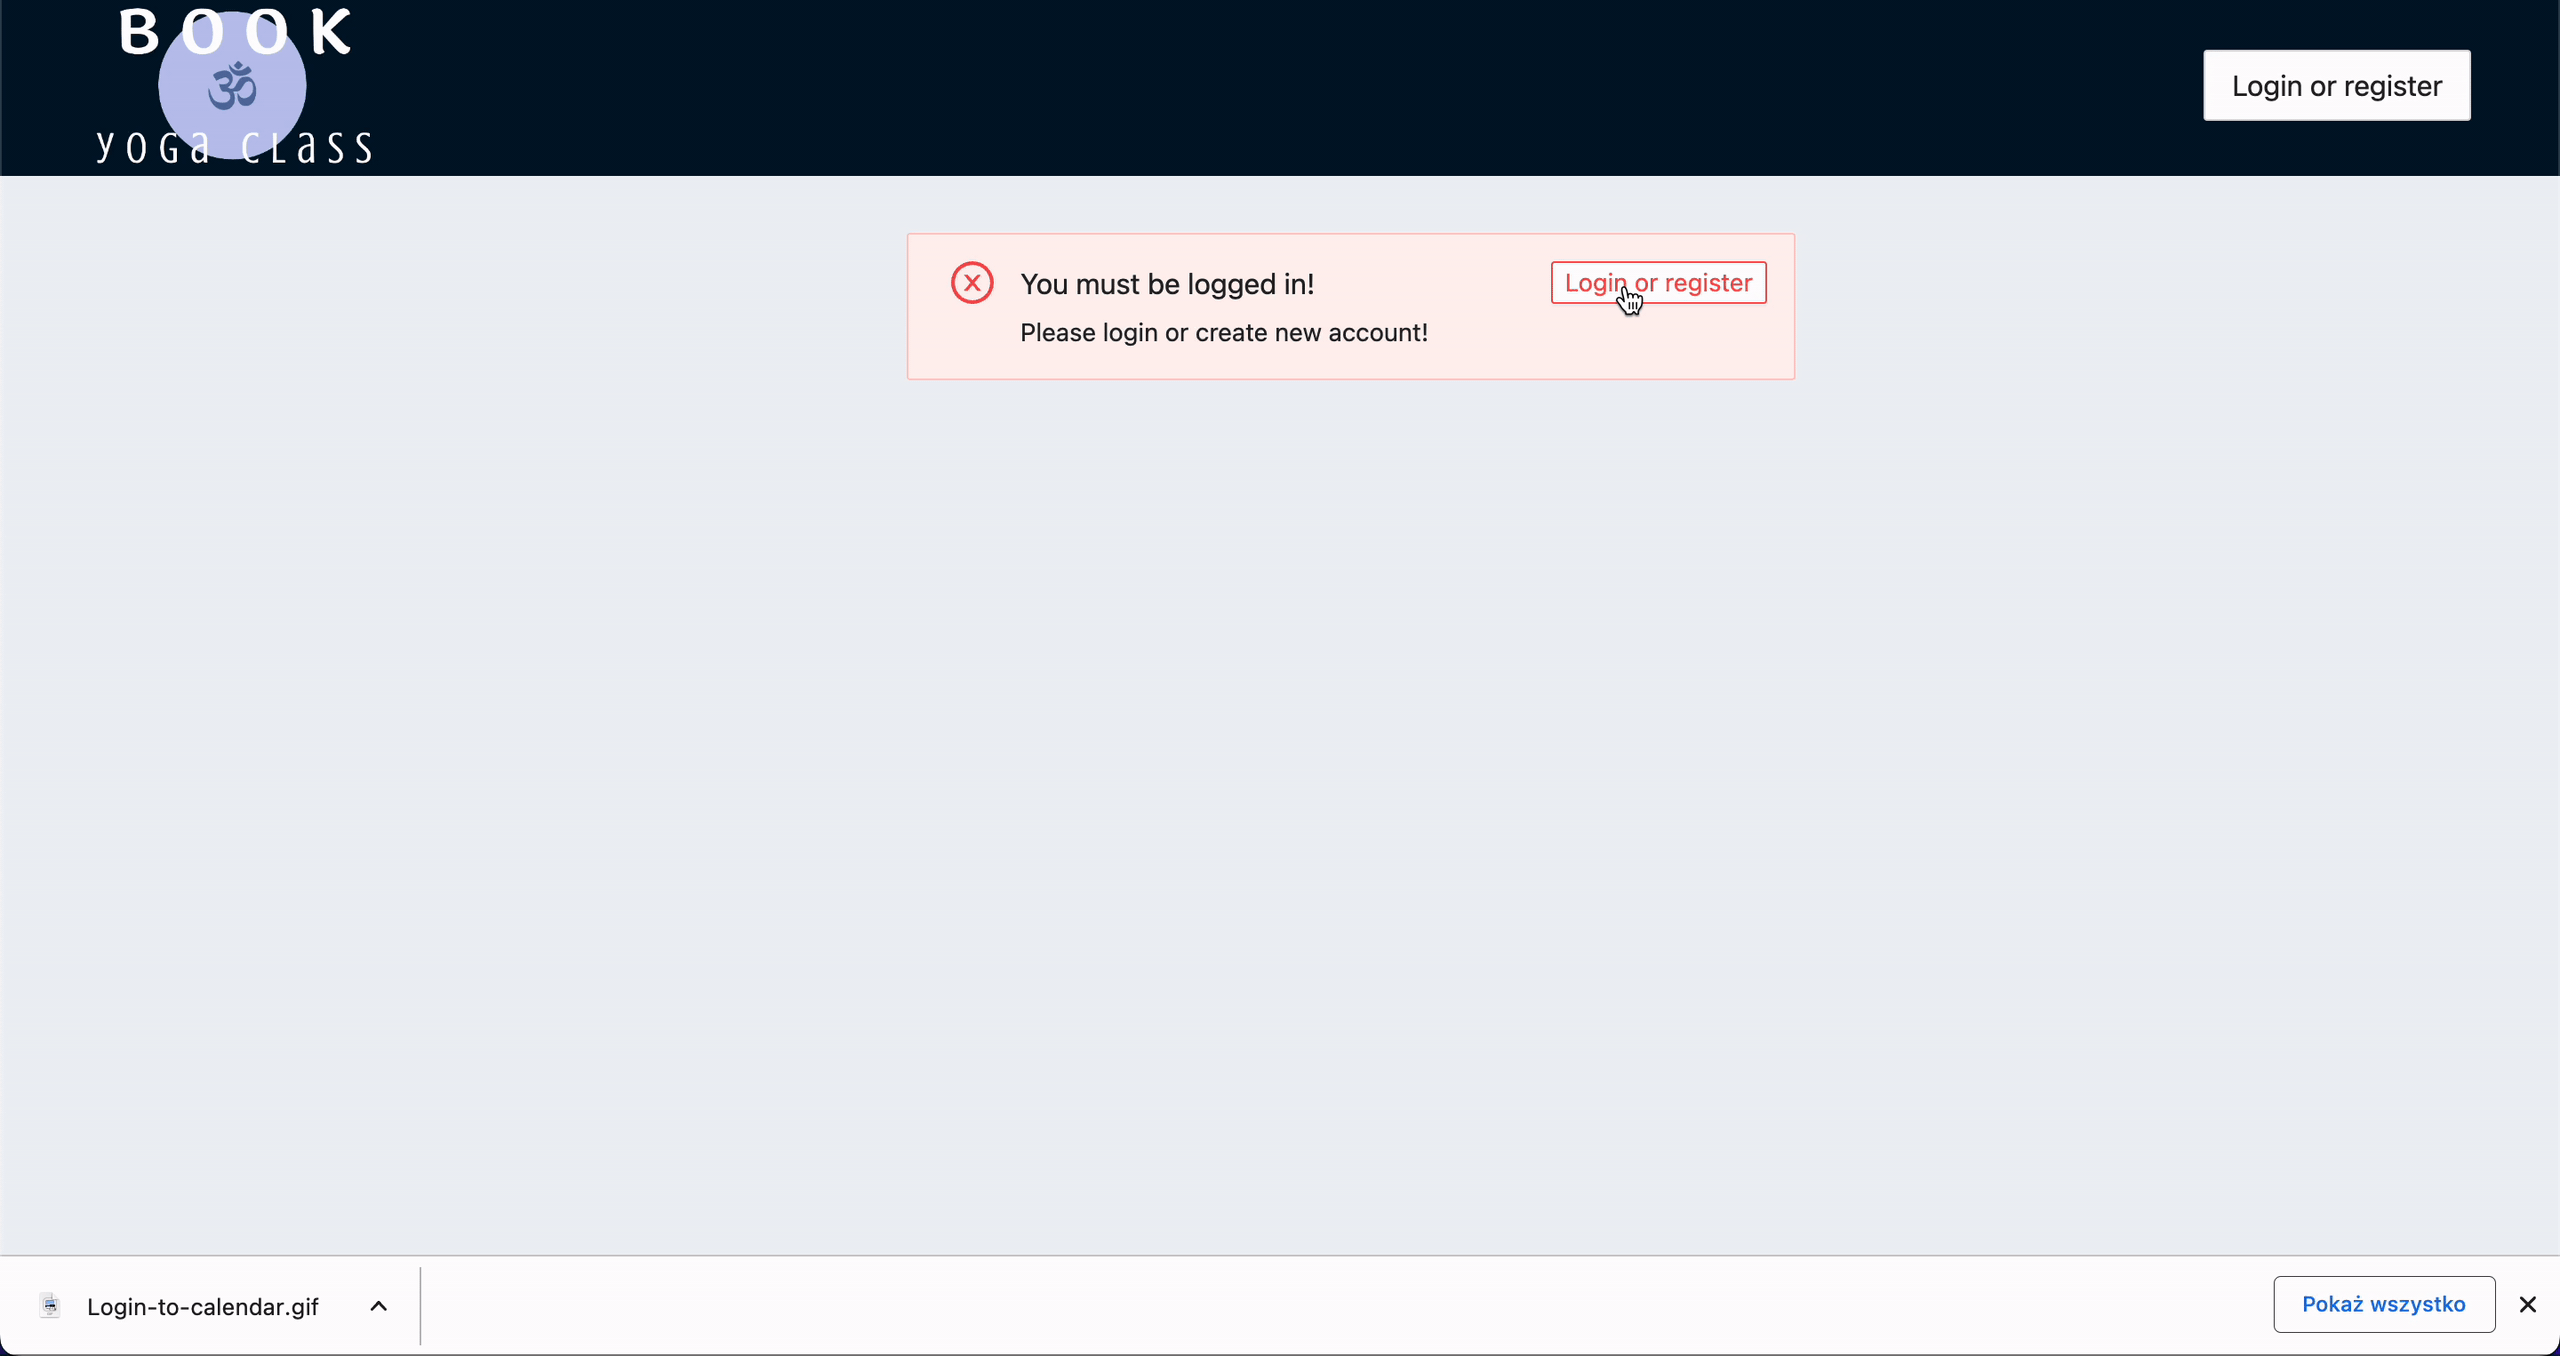 BOOK
ॐ
yoGa cLass
Login or register
You must be logged in!
Login or register
Please login or create new account!
Login-to-calendar.gif
Pokaż wszystko